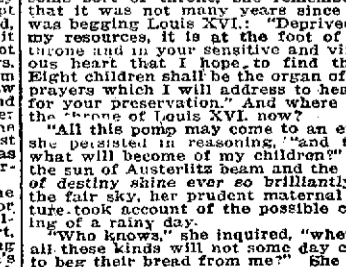 that it was not many years since
was begging Louis XVI.: "Deprived
my resources, it is at the foot of
throne and in your sensitive and vi
ous heart that I hope to find th
Eight children shall be the organ of
prayers which I will address to hea
for your preservation." And where
the throne of Louis XVI. now?
"All this pomp may come to an e
she persisted in reasoning, "and t
what will become of my children?"
the sun of Austerlitz beam and the
of destiny shine ever so brilliantly
the fair sky, her prudent maternal
ture took account of the possible c
ing of a rainy day.
"Who knows," she inquired, "whe
all these kinds will not some day c
to beg their bread from me?" She